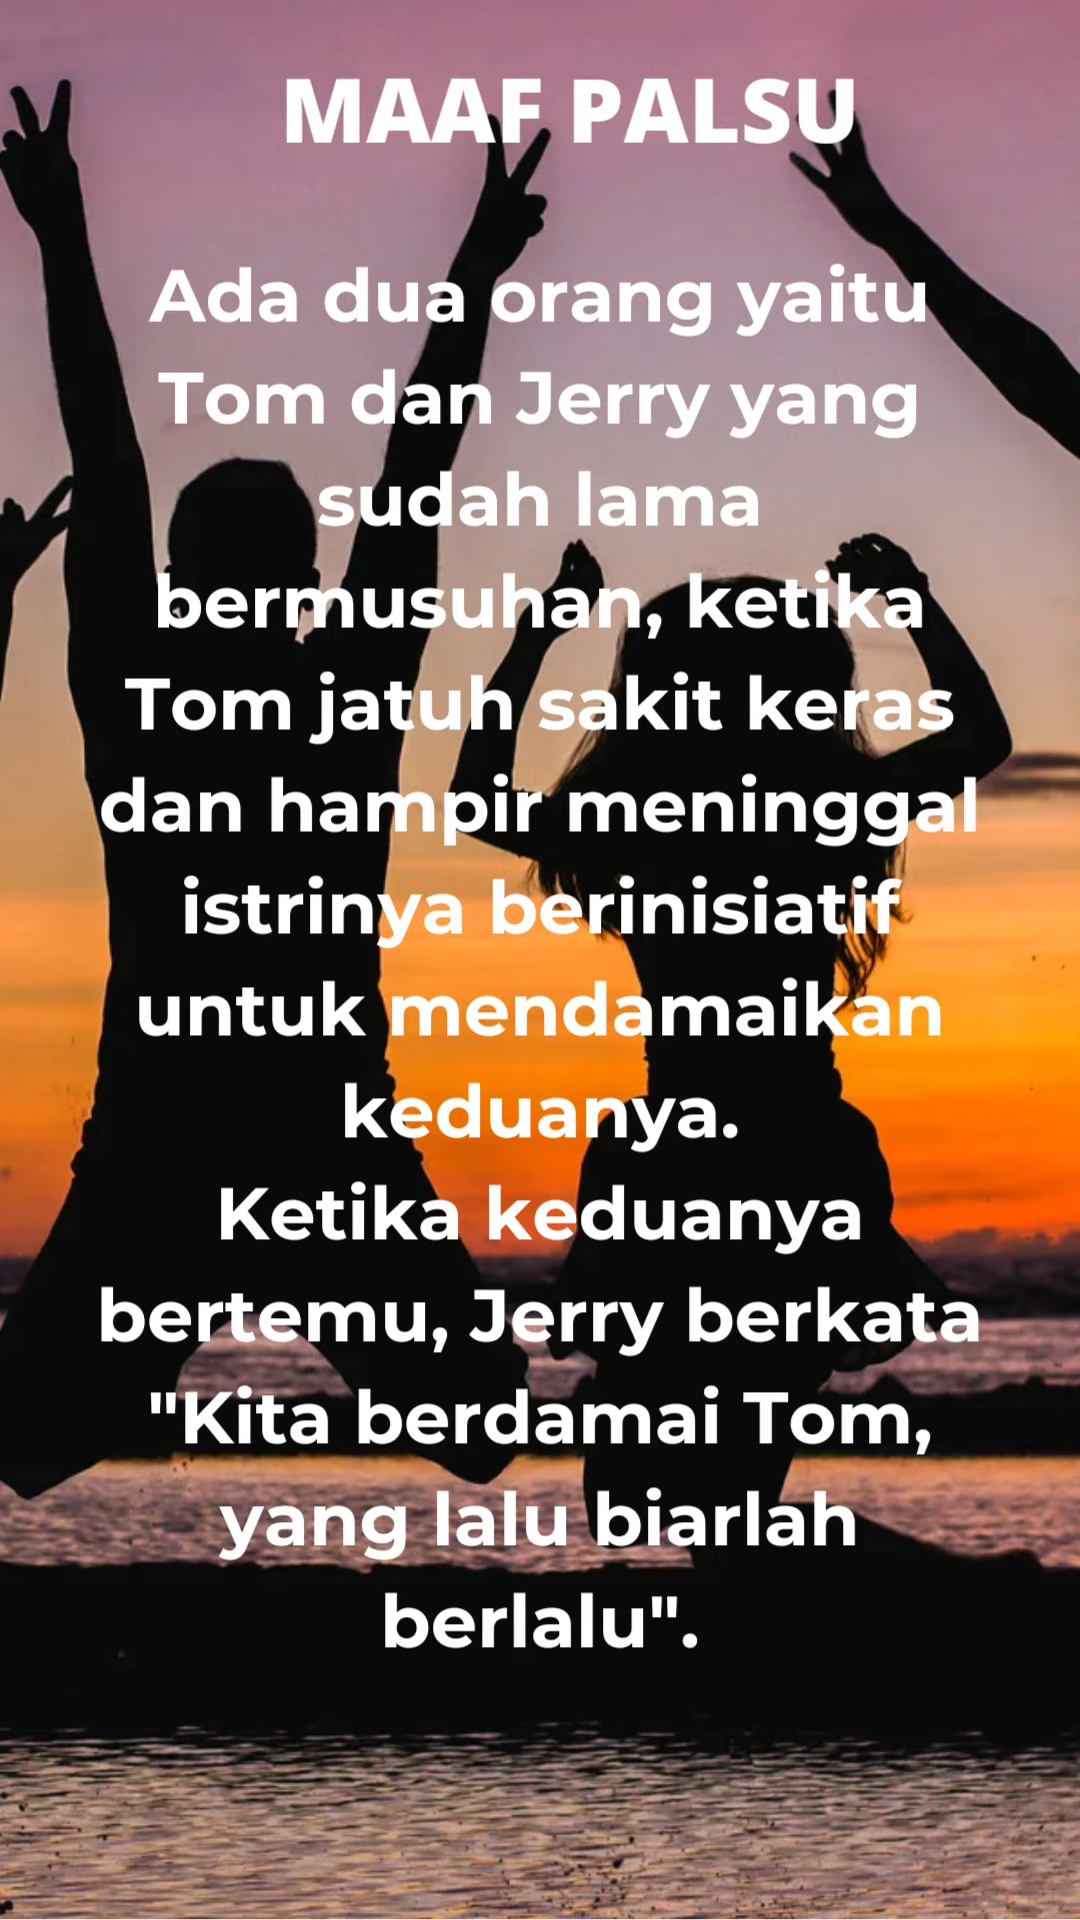 MAAF PALSU
Ada dua orang yaitu
Tom dan Jerry yang
sudah lama
bermusuhan, ketika
Tom jatuh sakit keras
dan hampir meninggal
istrinya berinisiatif
untuk mendamaikan
keduanya.
Ketika keduanya
bertemu, Jerry berkata
"Kita berdamai Tom,
yang lalu biarlah
berlalu".